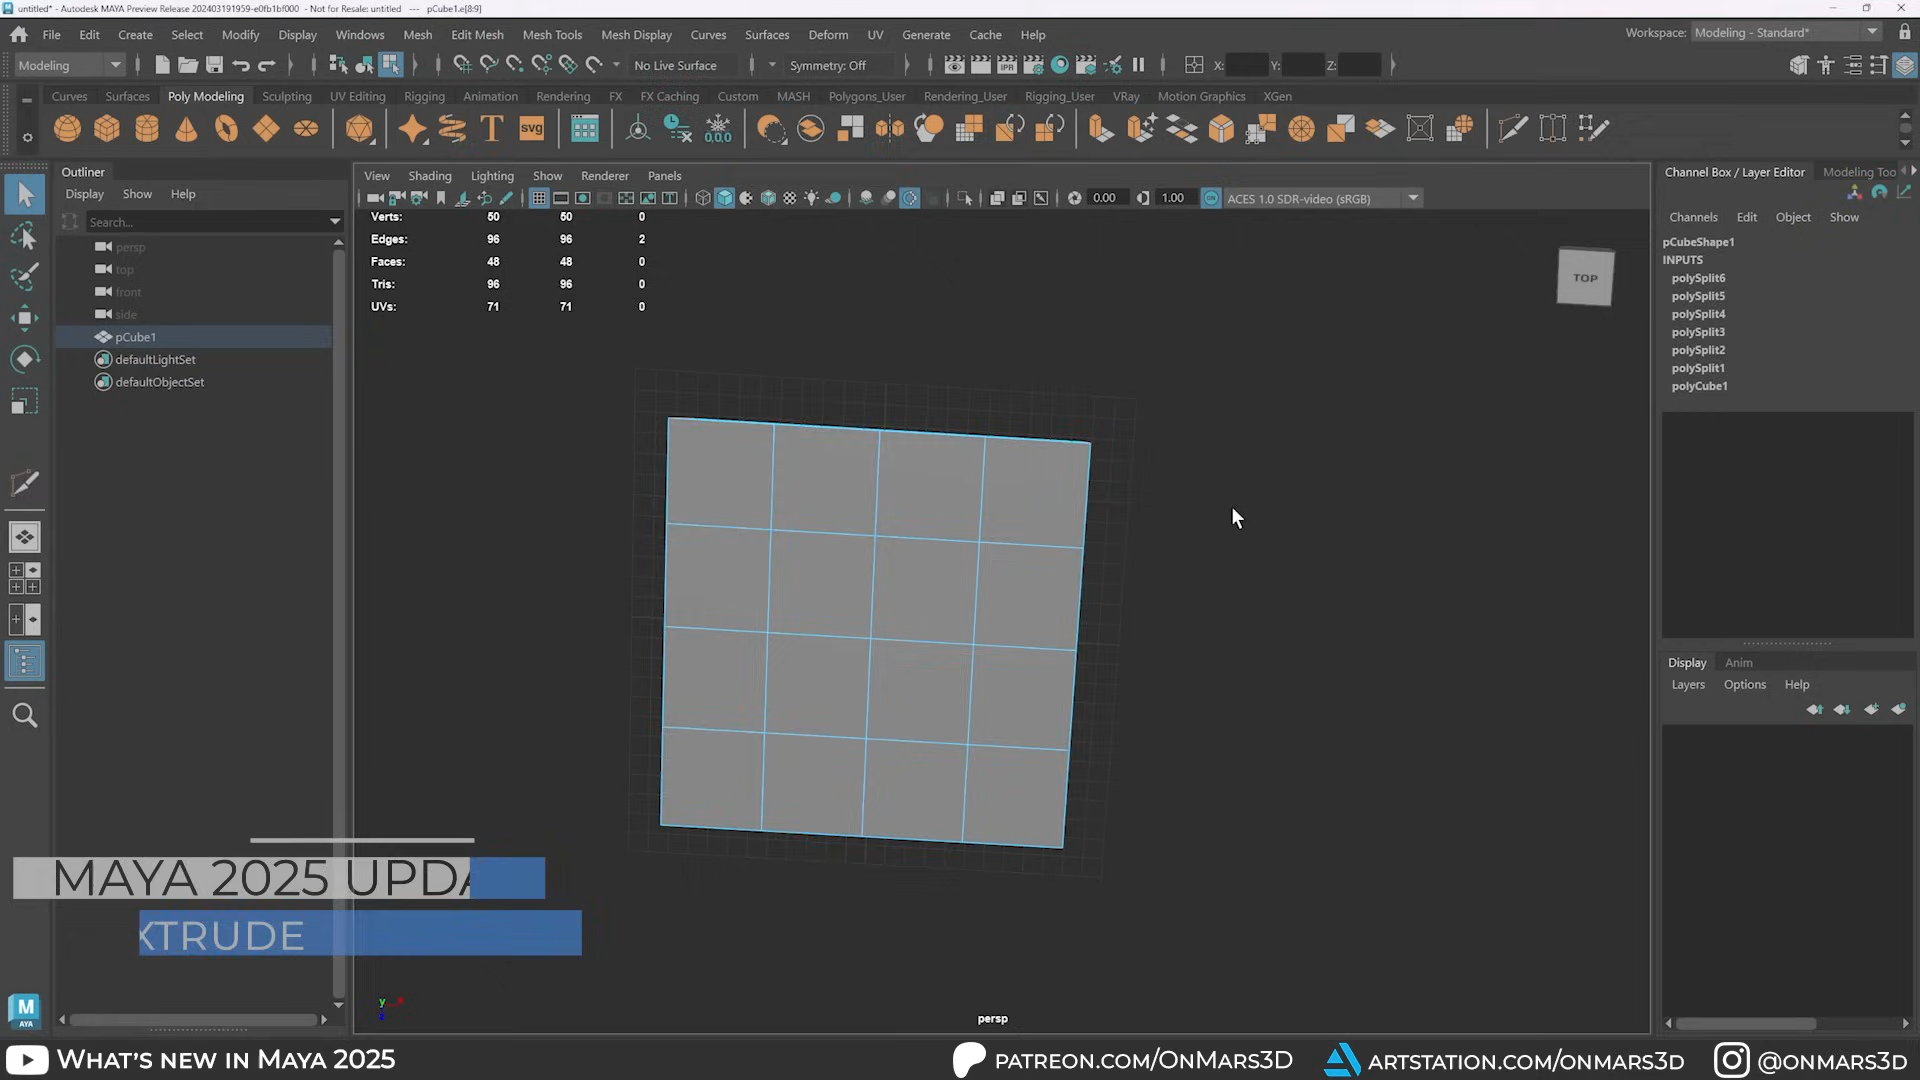 untitled* - Autodesk MAYA Preview Release 202403191959-e0fb1bf000 - Not for Resale: untitled --- pCube1.e[8:9]
File Edit Create Select Modify Display Windows Mesh Edit Mesh Mesh Tools Mesh Display Curves Surfaces Deform UV Generate Cache Help
Workspace: Modeling - Standard*
Modeling No Live Surface Symmetry: Off IPR X: Y: Z:
Curves Surfaces Poly Modeling Sculpting UV Editing Rigging Animation Rendering FX FX Caching Custom MASH Polygons_User Rendering_User Rigging_User VRay Motion Graphics XGen
T svg 0,0,0
Outliner
Display Show Help
Search...
persp
top
front
side
pCube1
defaultLightSet
defaultObjectSet
View Shading Lighting Show Renderer Panels
0.00 1.00 ACES 1.0 SDR-video (sRGB)
Verts: 50 50 0
Edges: 96 96 2
Faces: 48 48 0
Tris: 96 96 0
UVs: 71 71 0
TOP
y
z
persp
Channel Box / Layer Editor Modeling Too
Channels Edit Object Show
pCubeShape1
INPUTS
polySplit6
polySplit5
polySplit4
polySplit3
polySplit2
polySplit1
polyCube1
Display Anim
Layers Options Help
MAYA 2025 UPDA
XTRUDE
M
AYA
What's new in Maya 2025
patreon.com/OnMars3D
artstation.com/onmars3d
@onmars3d